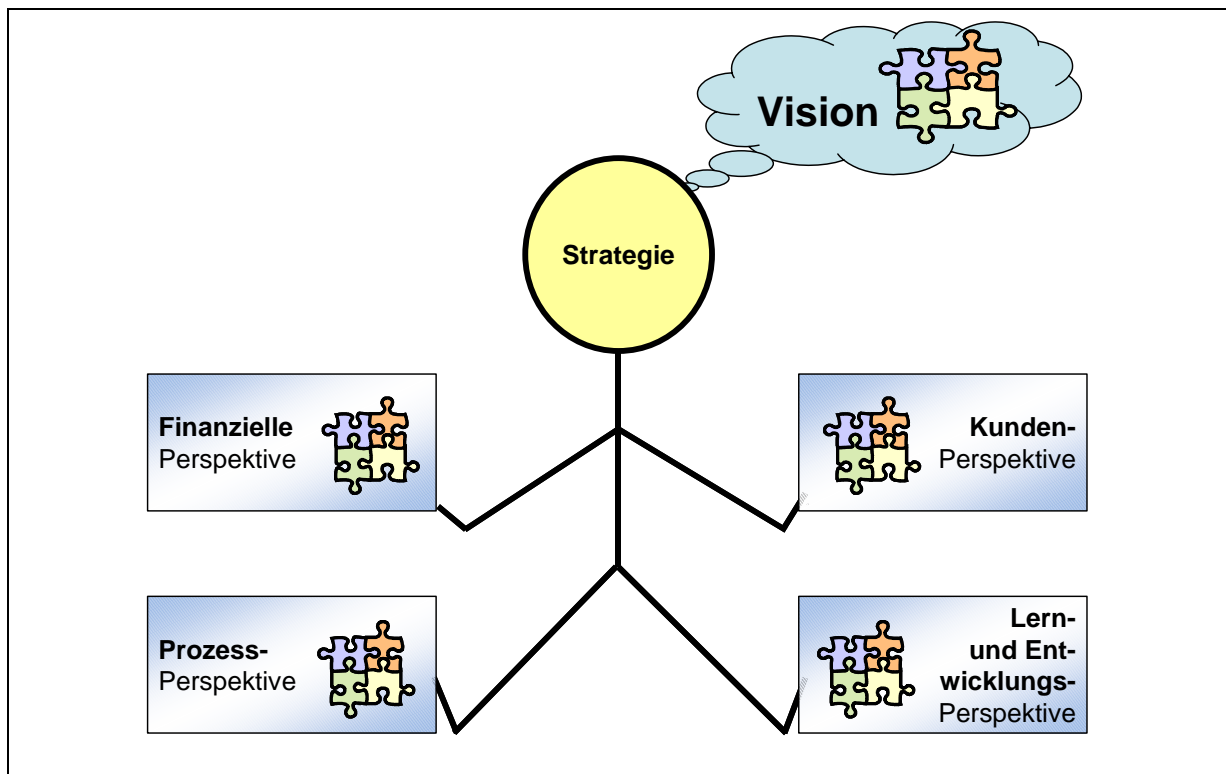 Vision
Strategie
Finanzielle
Perspektive
Kunden-
Perspektive
Prozess-
Perspektive
Lern-
und Ent-
wicklungs-
Perspektive